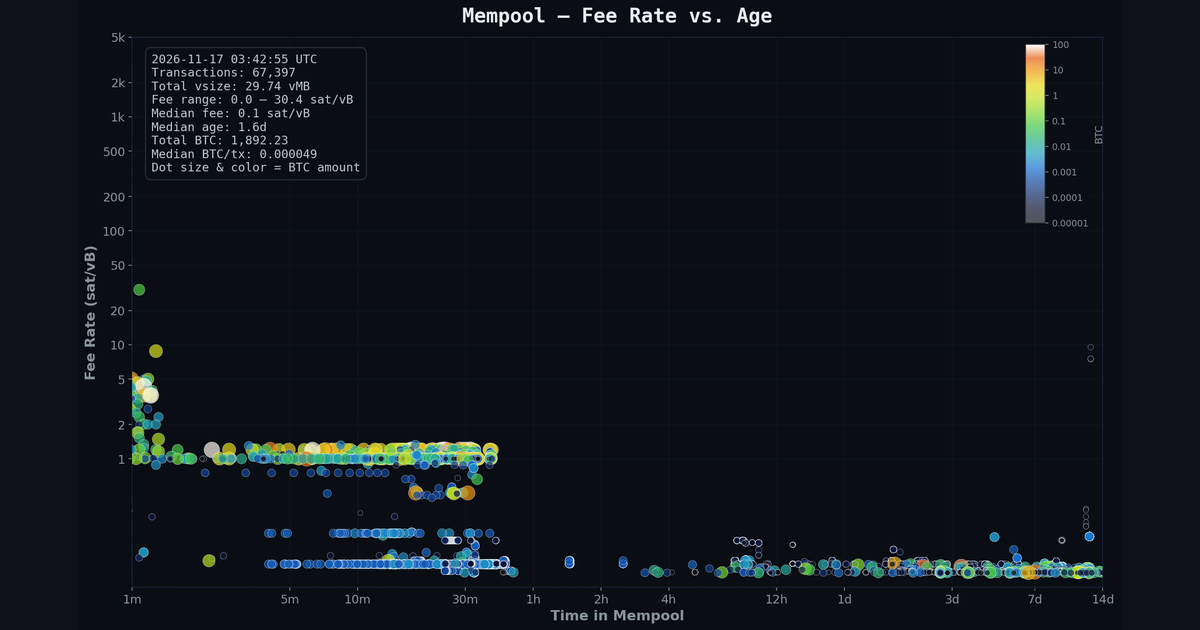 Mempool — Fee Rate vs. Age
2026-11-17 03:42:55 UTC
Transactions: 67,397
Total vsize: 29.74 vMB
Fee range: 0.0 – 30.4 sat/vB
Median fee: 0.1 sat/vB
Median age: 1.6d
Total BTC: 1,892.23
Median BTC/tx: 0.000049
Dot size & color = BTC amount
5k
2k
1k
500
200
100
50
20
10
5
2
1
Fee Rate (sat/vB)
100
10
1
0.1
0.01
0.001
0.0001
0.00001
BTC
1m 5m 10m 30m 1h 2h 4h 12h 1d 3d 7d 14d
Time in Mempool